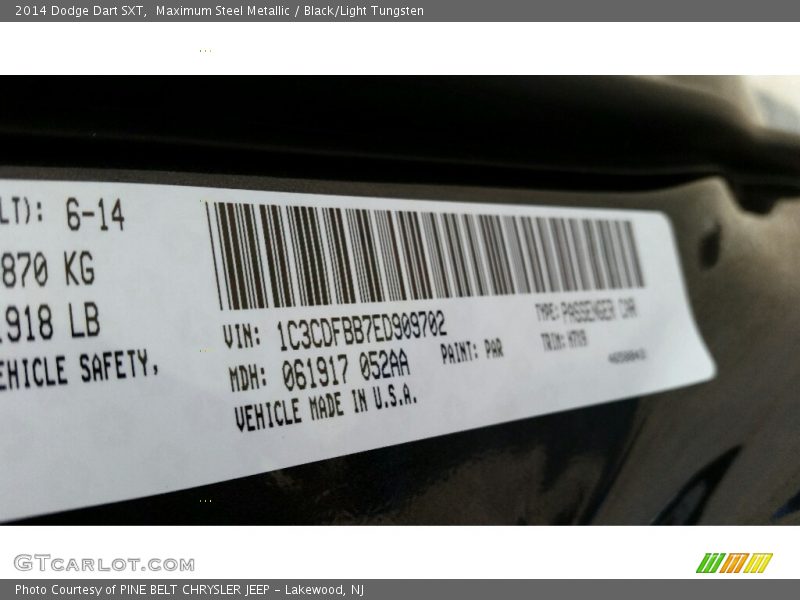 2014 Dodge Dart SXT,  Maximum Steel Metallic / Black/Light Tungsten
LT): 6-14
870 KG
918 LB
EHICLE SAFETY,
VIN: 1C3CDFBB7ED909702
MDH: 061917 052AA
VEHICLE MADE IN U.S.A.
PAINT: PAR
TYPE: PASSENGER CAR
TRIM:
GTCARLOT.COM
Photo Courtesy of PINE BELT CHRYSLER JEEP - Lakewood, NJ